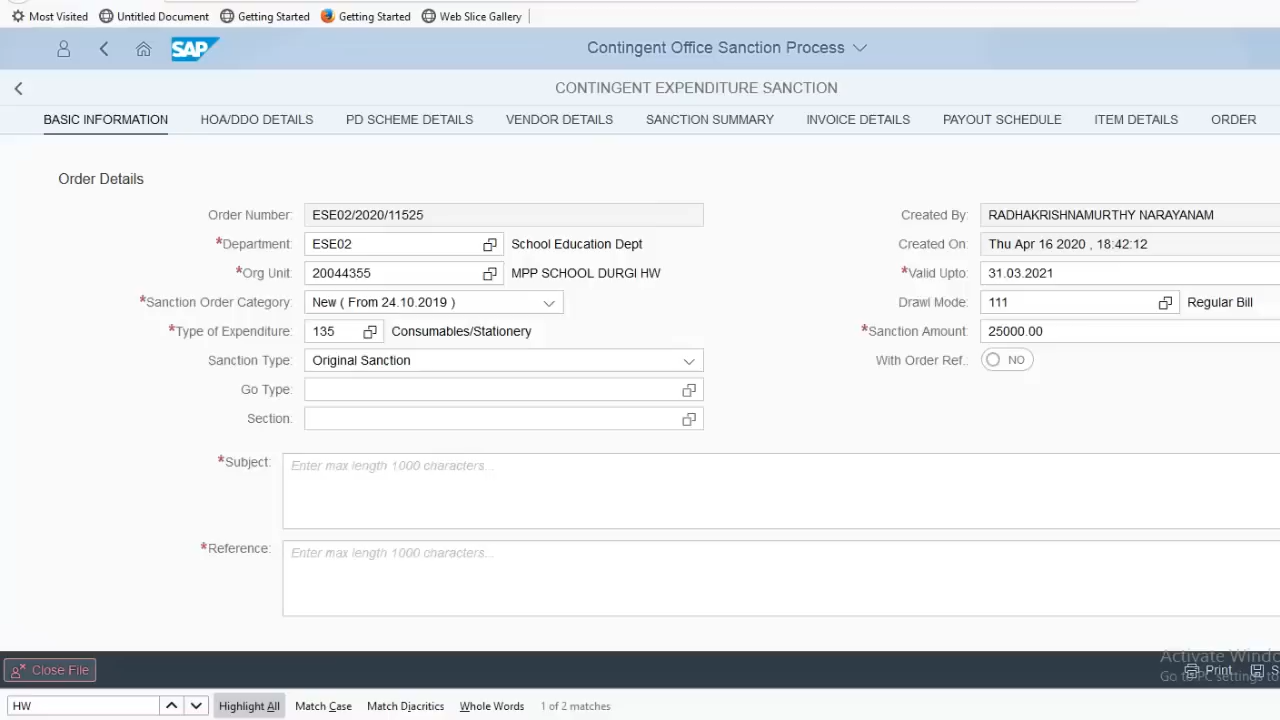 Most Visited Untitled Document Getting Started Getting Started Web Slice Gallery
SAP Contingent Office Sanction Process
CONTINGENT EXPENDITURE SANCTION
BASIC INFORMATION HOA/DDO DETAILS PD SCHEME DETAILS VENDOR DETAILS SANCTION SUMMARY INVOICE DETAILS PAYOUT SCHEDULE ITEM DETAILS ORDER
Order Details
Order Number: ESE02/2020/11525 Created By: RADHAKRISHNAMURTHY NARAYANAM
*Department: ESE02 School Education Dept Created On: Thu Apr 16 2020 , 18:42:12
*Org Unit: 20044355 MPP SCHOOL DURGI HW *Valid Upto: 31.03.2021
*Sanction Order Category: New ( From 24.10.2019 ) Drawl Mode: 111 Regular Bill
*Type of Expenditure: 135 Consumables/Stationery *Sanction Amount: 25000.00
Sanction Type: Original Sanction With Order Ref.: NO
Go Type:
Section:
*Subject: Enter max length 1000 characters...
*Reference: Enter max length 1000 characters...
Activate Windo
Close File Print S
Go to PC settings to
HW Highlight All Match Case Match Diacritics Whole Words 1 of 2 matches